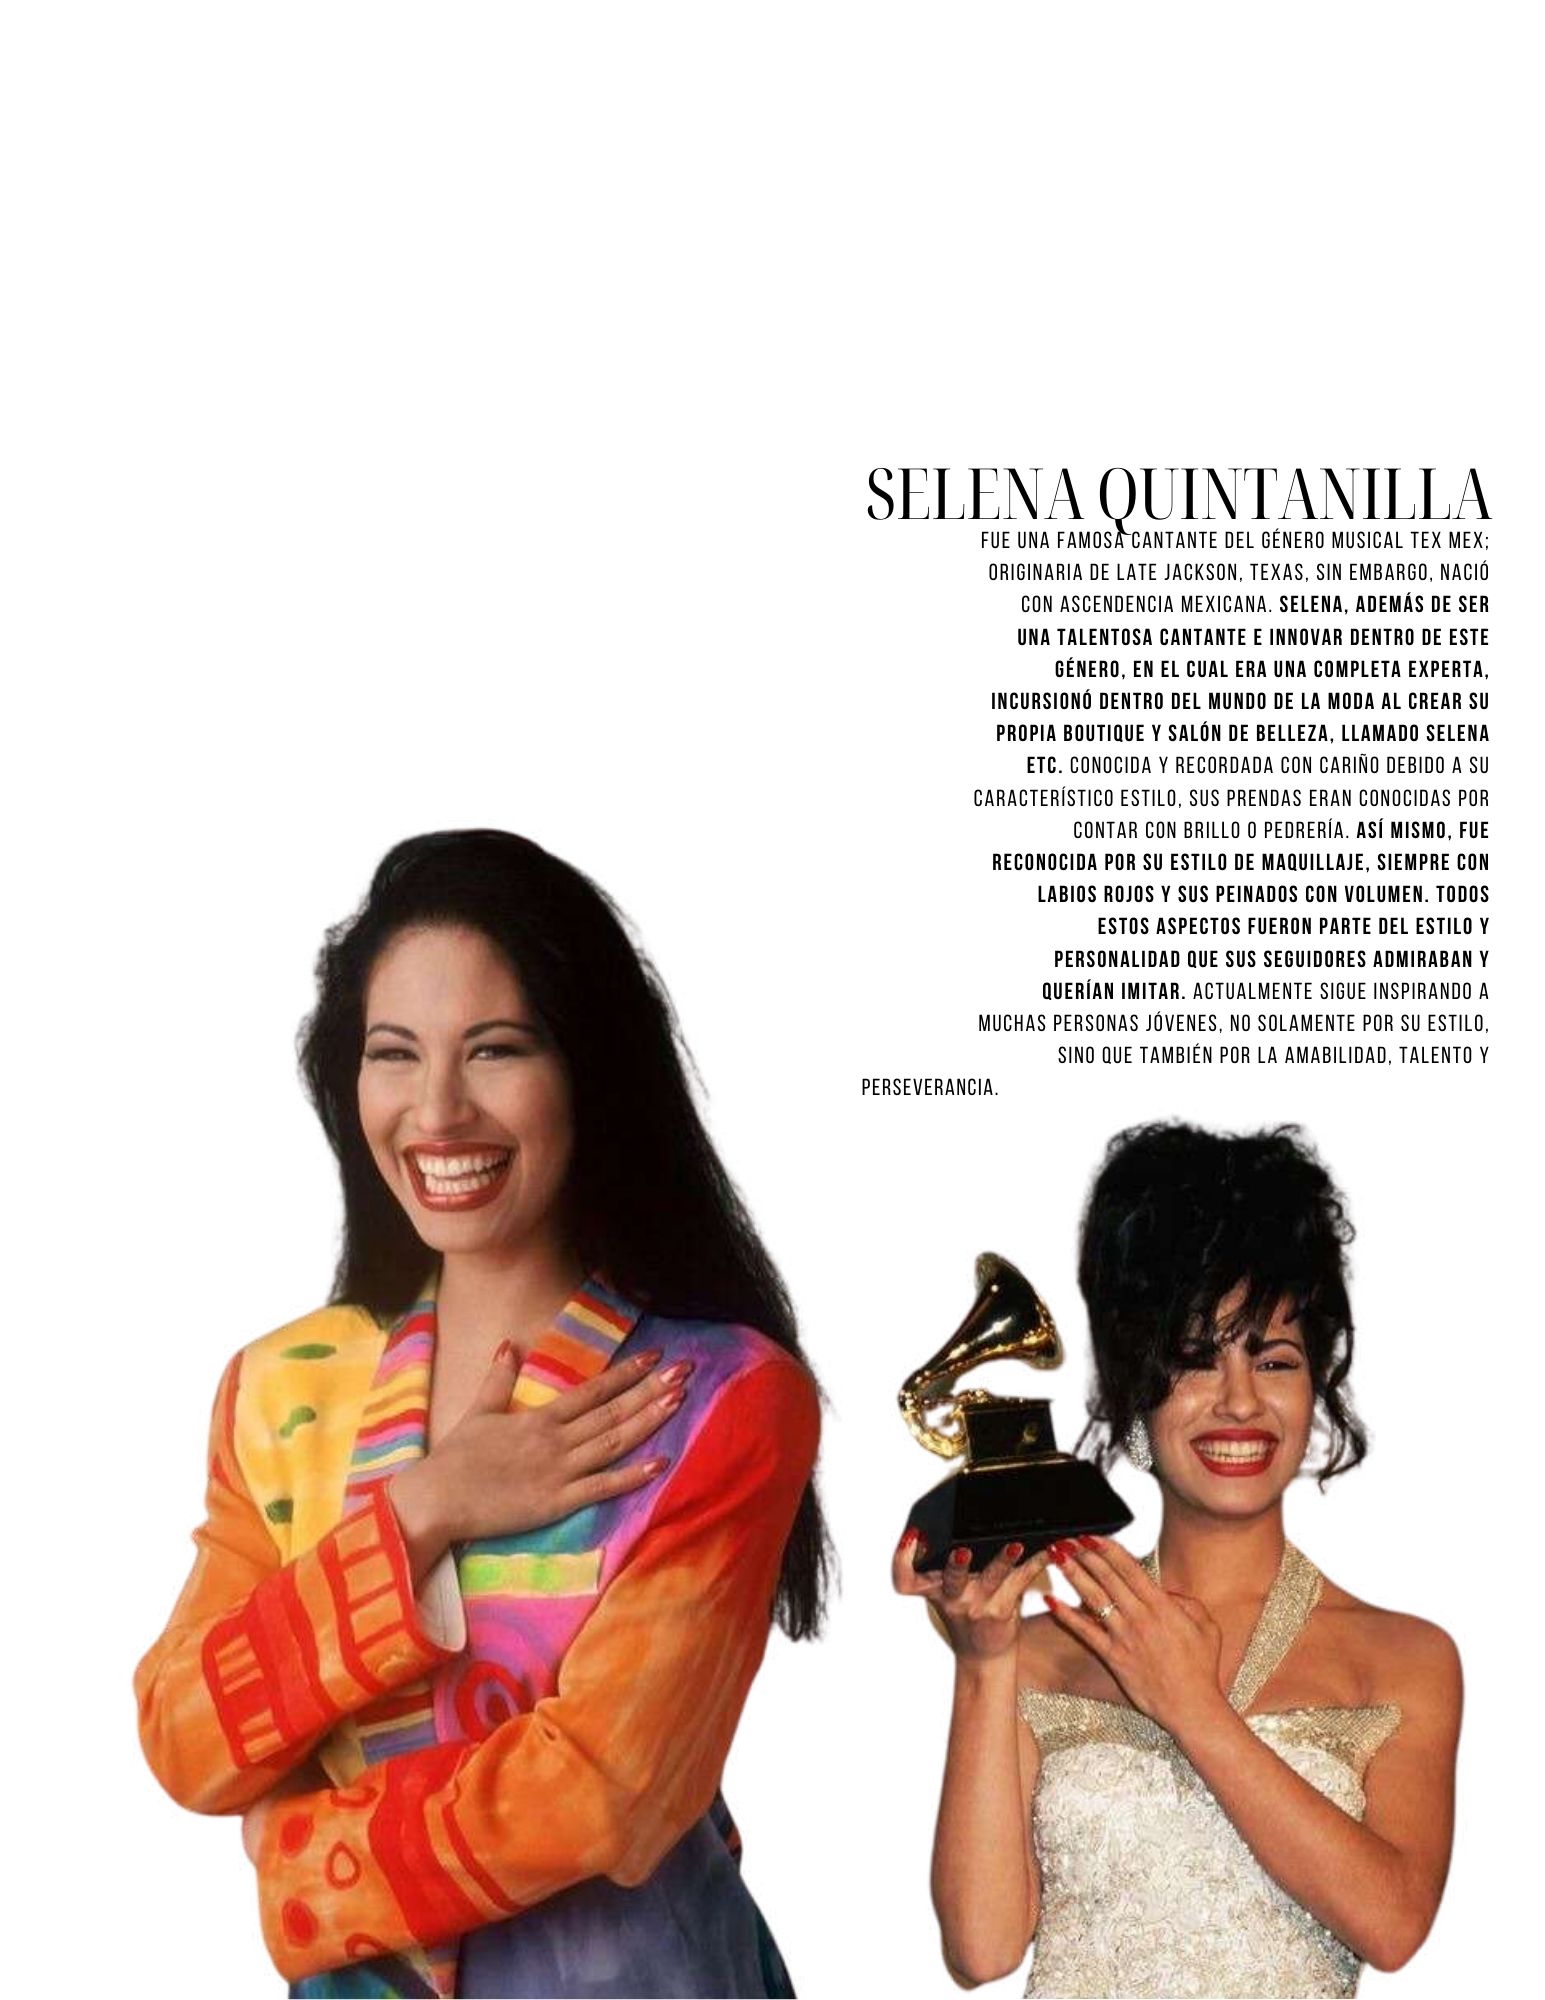 SELENA QUINTANILLA
FUE UNA FAMOSA CANTANTE DEL GÉNERO MUSICAL TEX MEX;
ORIGINARIA DE LATE JACKSON, TEXAS, SIN EMBARGO, NACIÓ
CON ASCENDENCIA MEXICANA. SELENA, ADEMÁS DE SER
UNA TALENTOSA CANTANTE E INNOVAR DENTRO DE ESTE
GÉNERO, EN EL CUAL ERA UNA COMPLETA EXPERTA,
INCURSIONÓ DENTRO DEL MUNDO DE LA MODA AL CREAR SU
PROPIA BOUTIQUE Y SALÓN DE BELLEZA, LLAMADO SELENA
ETC. CONOCIDA Y RECORDADA CON CARIÑO DEBIDO A SU
CARACTERÍSTICO ESTILO, SUS PRENDAS ERAN CONOCIDAS POR
CONTAR CON BRILLO O PEDRERÍA. ASÍ MISMO, FUE
RECONOCIDA POR SU ESTILO DE MAQUILLAJE, SIEMPRE CON
LABIOS ROJOS Y SUS PEINADOS CON VOLUMEN. TODOS
ESTOS ASPECTOS FUERON PARTE DEL ESTILO Y
PERSONALIDAD QUE SUS SEGUIDORES ADMIRABAN Y
QUERÍAN IMITAR. ACTUALMENTE SIGUE INSPIRANDO A
MUCHAS PERSONAS JÓVENES, NO SOLAMENTE POR SU ESTILO,
SINO QUE TAMBIÉN POR LA AMABILIDAD, TALENTO Y
PERSEVERANCIA.